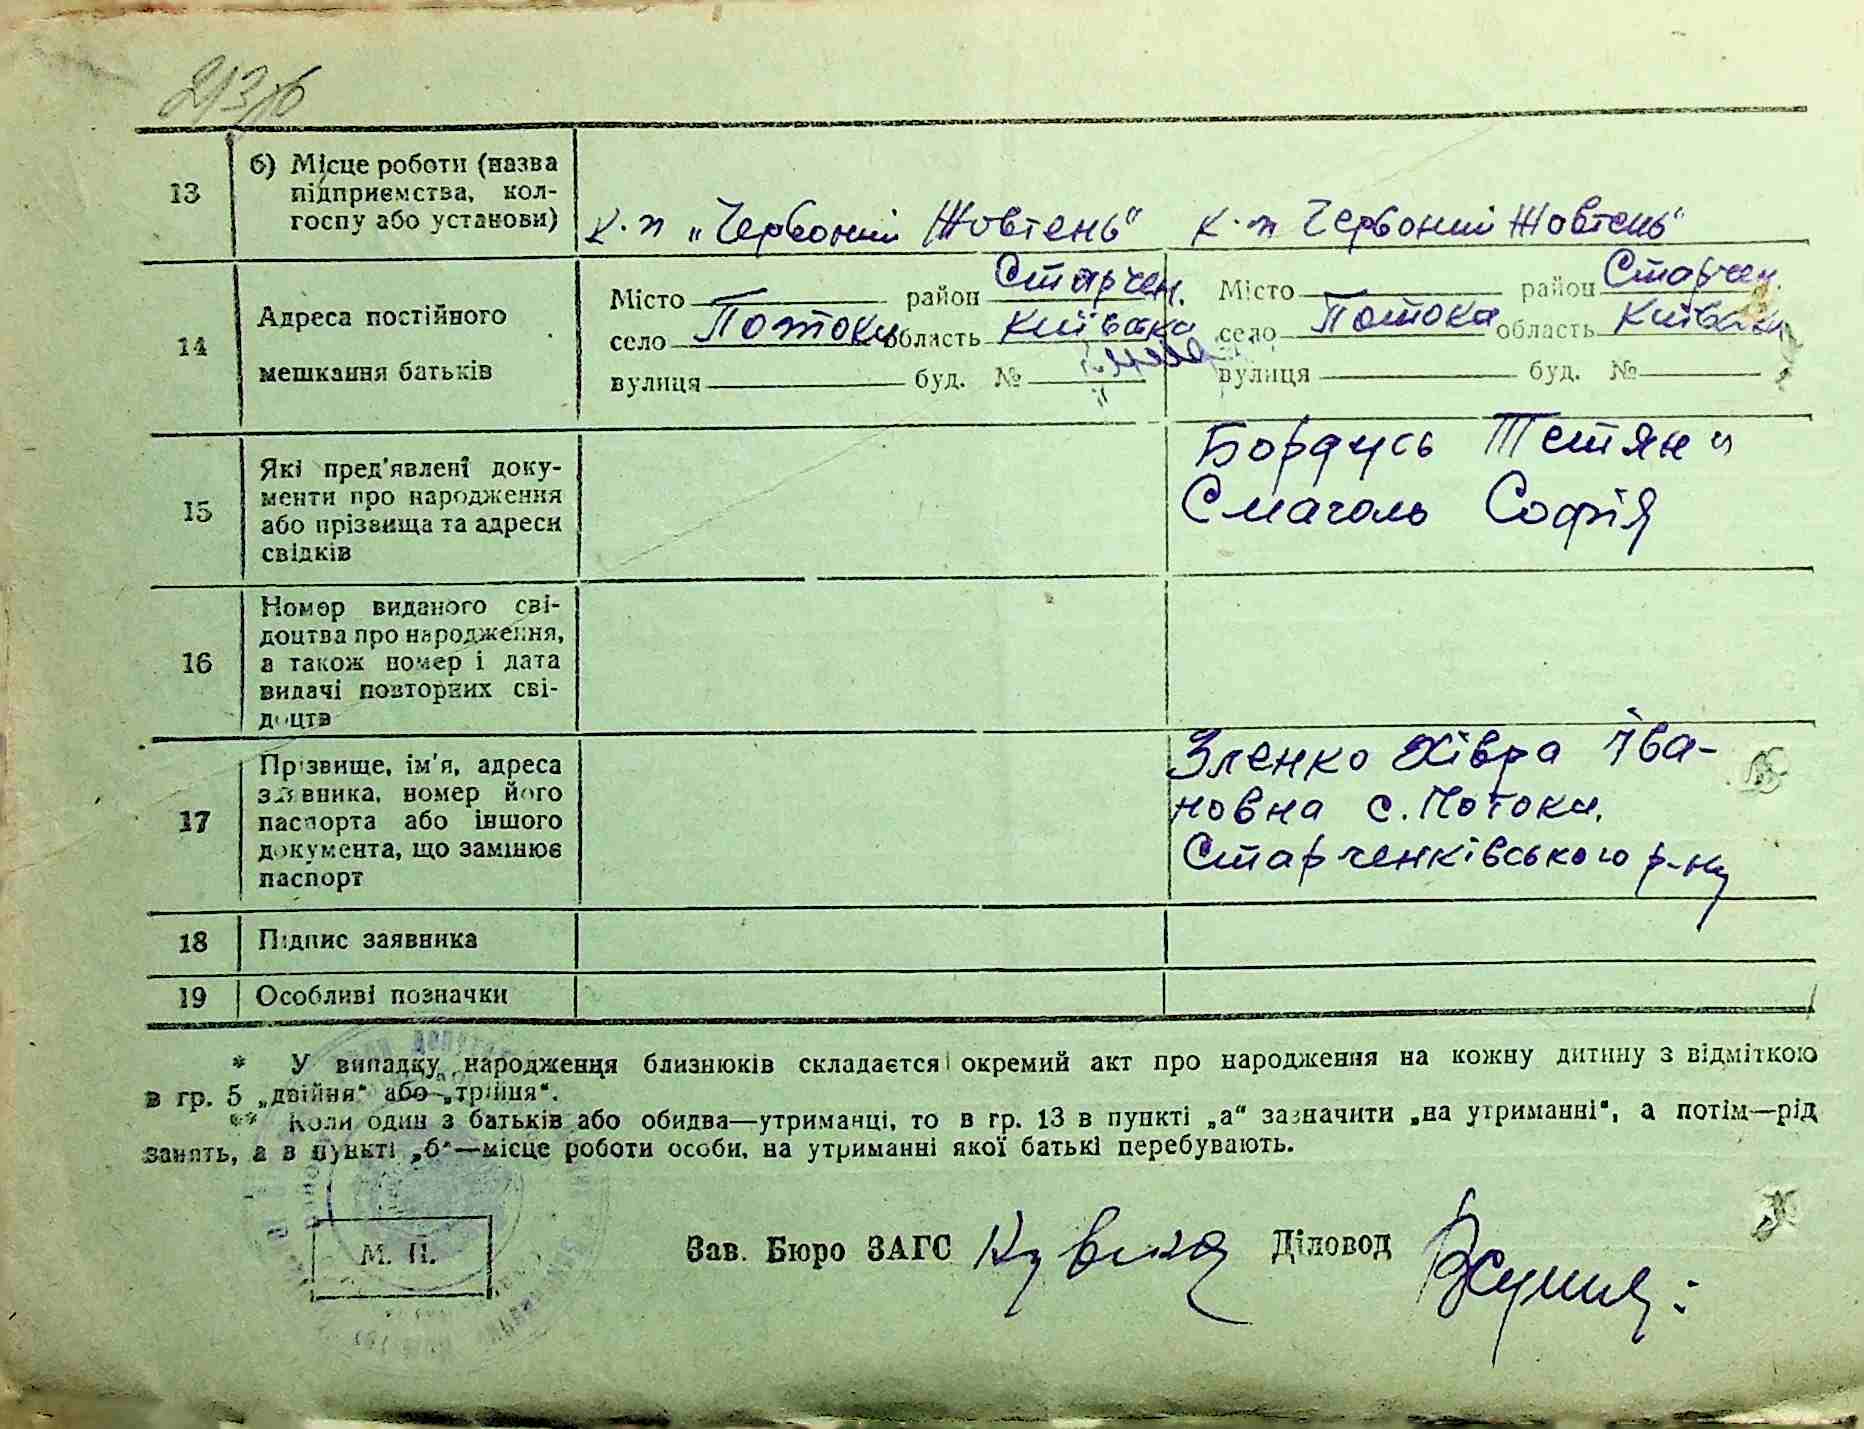 213
13 б) Місце роботи (назва
підприємства, кол-
госпу або установи)
к.п „Червоний Жовтень“ к.п Червоний Жовтень“
14 Адреса постійного
мешкання батьків
Місто район Старчен.
село Потоки область Київська
вулиця буд. №
Місто район Старчен.
село Потока область Київська
вулиця буд. №
15 Які пред'явлені доку-
менти про народження
або прізвища та адреси
свідків
Бордусь Тетяна
Смаголь Софія
16 Номер виданого сві-
доцтва про народження,
а також номер і дата
видачі повторних сві-
доцтв
17 Прізвище, ім'я, адреса
заявника, номер його
паспорта або іншого
документа, що замінює
паспорт
Зленко Хівра Іва-
новна с. Потоки.
Старченківського р-ну
18 Підпис заявника
19 Особливі позначки
* У випадку народження близнюків складаєтся окремий акт про народження на кожну дитину з відміткою
в гр. 5 „двійня“ або „трійня“.
** Коли один з батьків або обидва—утриманці, то в гр. 13 в пункті „а“ зазначити „на утриманні“, а потім—рід
занять, а в пункті „б“—місце роботи особи, на утриманні якої батькі перебувають.
М. П.
Зав. Бюро ЗАГС Діловод